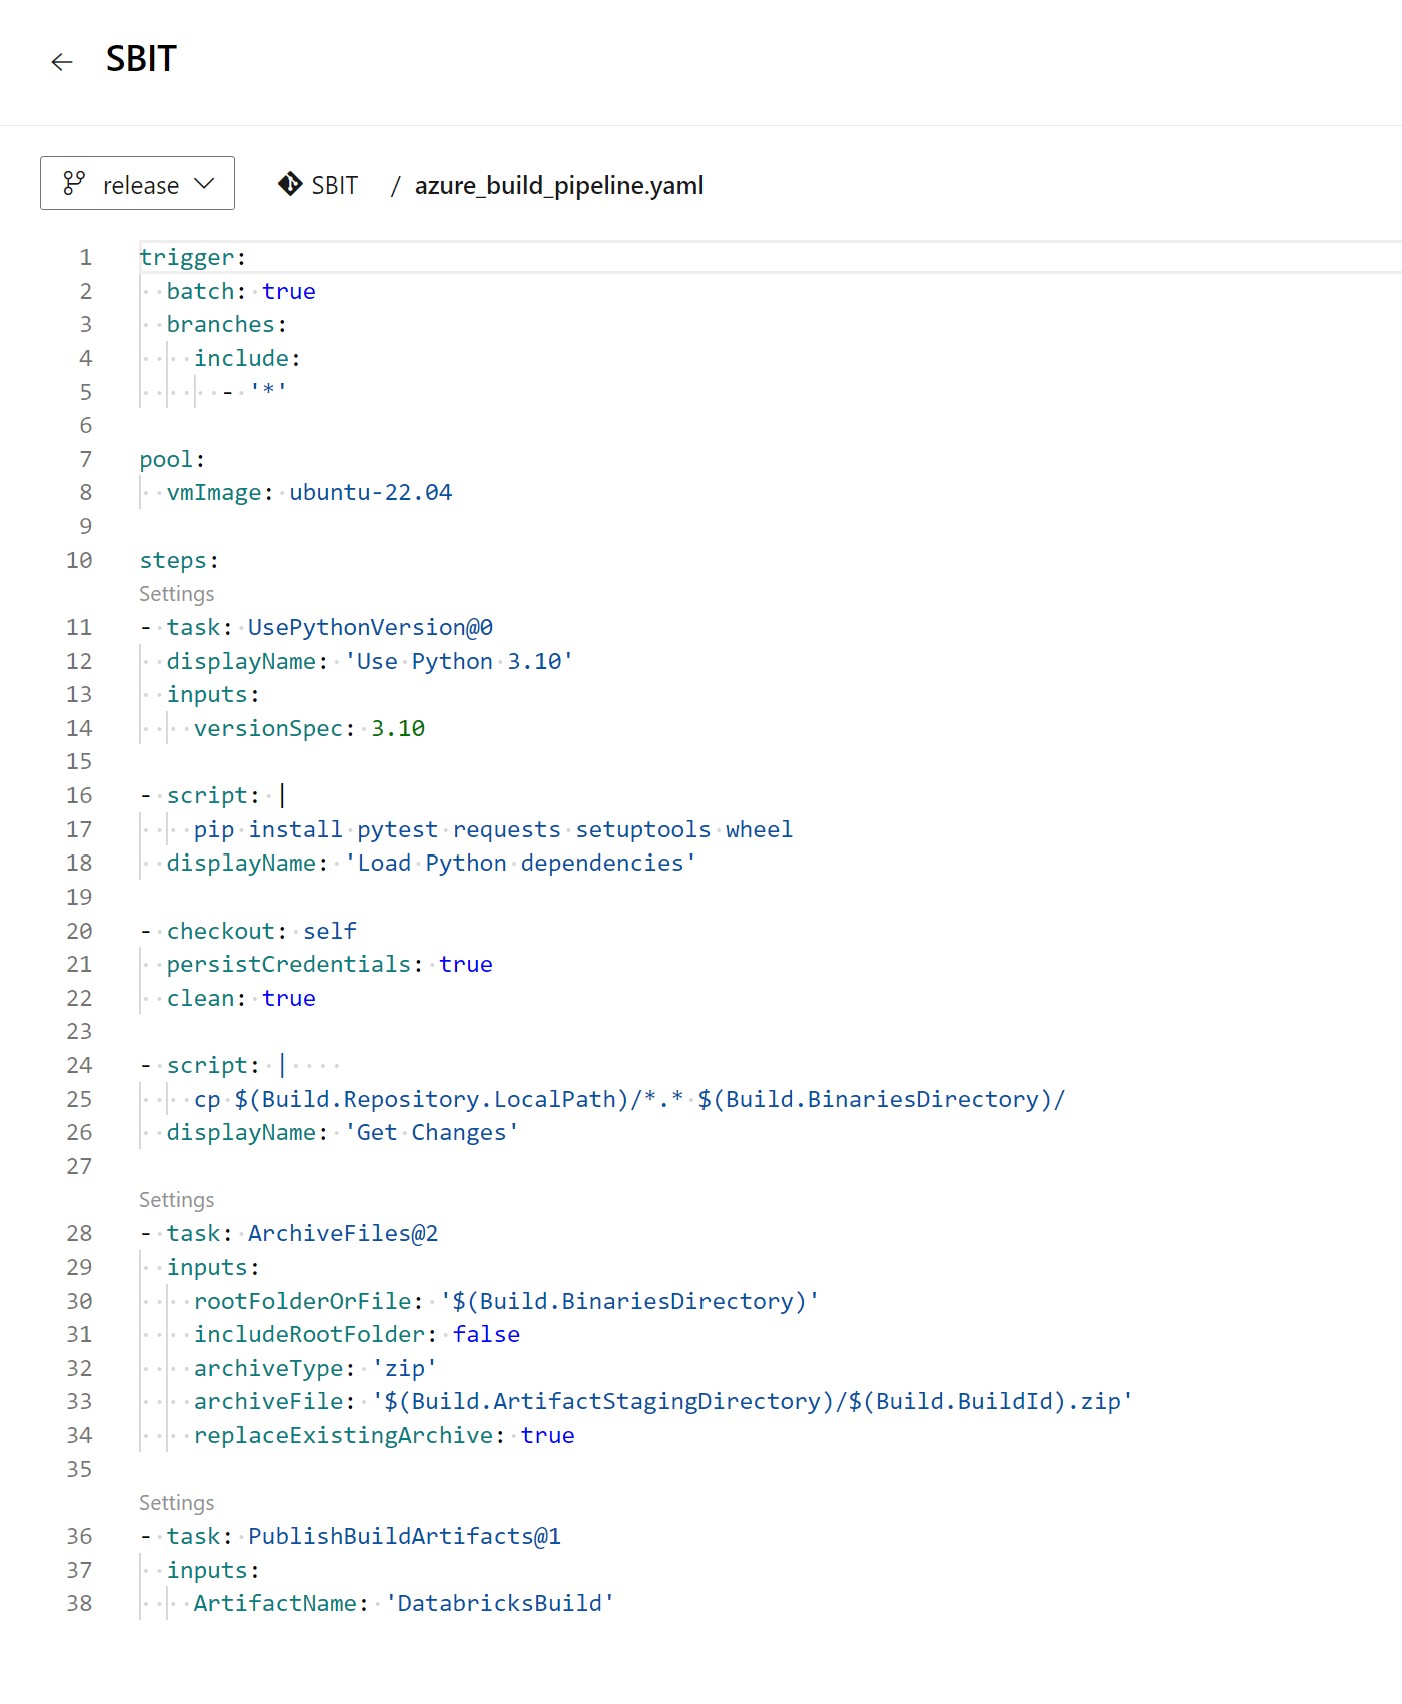 SBIT
release SBIT / azure_build_pipeline.yaml
1 trigger:
2   batch: true
3   branches:
4     include:
5       - '*'
6
7 pool:
8   vmImage: ubuntu-22.04
9
10 steps:
Settings
11 - task: UsePythonVersion@0
12   displayName: 'Use Python 3.10'
13   inputs:
14     versionSpec: 3.10
15
16 - script: |
17     pip install pytest requests setuptools wheel
18   displayName: 'Load Python dependencies'
19
20 - checkout: self
21   persistCredentials: true
22   clean: true
23
24 - script: |
25     cp $(Build.Repository.LocalPath)/*.* $(Build.BinariesDirectory)/
26   displayName: 'Get Changes'
27
Settings
28 - task: ArchiveFiles@2
29   inputs:
30     rootFolderOrFile: '$(Build.BinariesDirectory)'
31     includeRootFolder: false
32     archiveType: 'zip'
33     archiveFile: '$(Build.ArtifactStagingDirectory)/$(Build.BuildId).zip'
34     replaceExistingArchive: true
35
Settings
36 - task: PublishBuildArtifacts@1
37   inputs:
38     ArtifactName: 'DatabricksBuild'